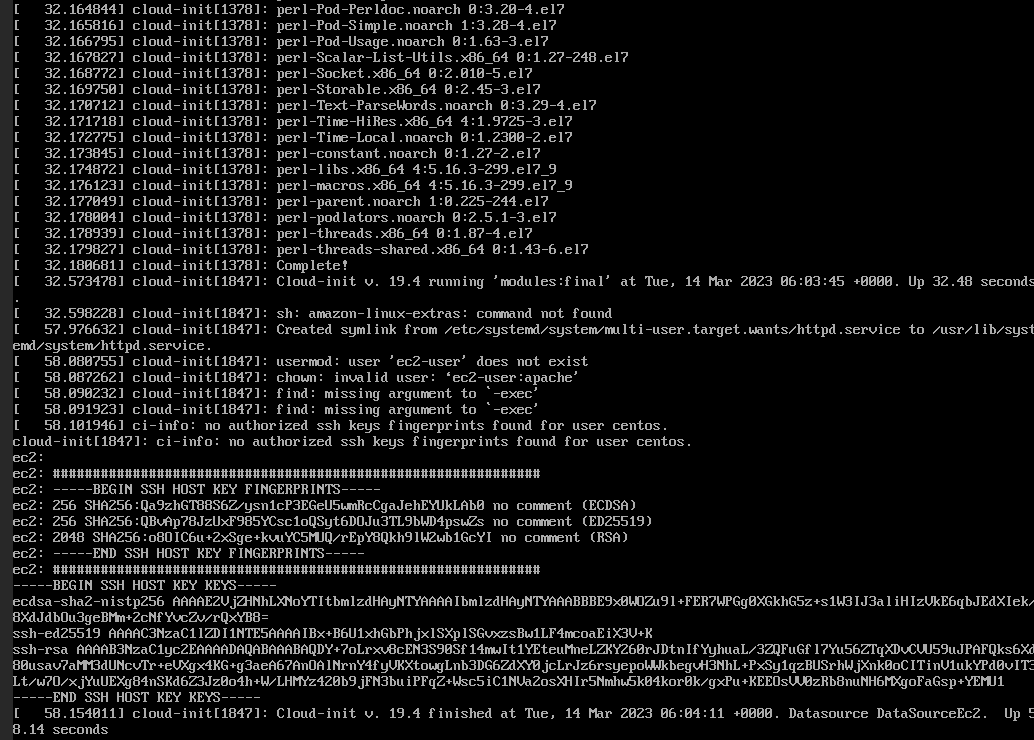 [   32.164844] cloud-init[1378]: perl-Pod-Perldoc.noarch 0:3.20-4.el7
[   32.165816] cloud-init[1378]: perl-Pod-Simple.noarch 1:3.28-4.el7
[   32.166795] cloud-init[1378]: perl-Pod-Usage.noarch 0:1.63-3.el7
[   32.167827] cloud-init[1378]: perl-Scalar-List-Utils.x86_64 0:1.27-248.el7
[   32.168772] cloud-init[1378]: perl-Socket.x86_64 0:2.010-5.el7
[   32.169750] cloud-init[1378]: perl-Storable.x86_64 0:2.45-3.el7
[   32.170712] cloud-init[1378]: perl-Text-ParseWords.noarch 0:3.29-4.el7
[   32.171718] cloud-init[1378]: perl-Time-HiRes.x86_64 4:1.9725-3.el7
[   32.172775] cloud-init[1378]: perl-Time-Local.noarch 0:1.2300-2.el7
[   32.173845] cloud-init[1378]: perl-constant.noarch 0:1.27-2.el7
[   32.174872] cloud-init[1378]: perl-libs.x86_64 4:5.16.3-299.el7_9
[   32.176123] cloud-init[1378]: perl-macros.x86_64 4:5.16.3-299.el7_9
[   32.177049] cloud-init[1378]: perl-parent.noarch 1:0.225-244.el7
[   32.178004] cloud-init[1378]: perl-podlators.noarch 0:2.5.1-3.el7
[   32.178939] cloud-init[1378]: perl-threads.x86_64 0:1.87-4.el7
[   32.179827] cloud-init[1378]: perl-threads-shared.x86_64 0:1.43-6.el7
[   32.180681] cloud-init[1378]: Complete!
[   32.573478] cloud-init[1847]: Cloud-init v. 19.4 running 'modules:final' at Tue, 14 Mar 2023 06:03:45 +0000. Up 32.48 seconds
.
[   32.598228] cloud-init[1847]: sh: amazon-linux-extras: command not found
[   57.976632] cloud-init[1847]: Created symlink from /etc/systemd/system/multi-user.target.wants/httpd.service to /usr/lib/syst
emd/system/httpd.service.
[   58.080755] cloud-init[1847]: usermod: user 'ec2-user' does not exist
[   58.087262] cloud-init[1847]: chown: invalid user: ‘ec2-user:apache’
[   58.090232] cloud-init[1847]: find: missing argument to `-exec'
[   58.091923] cloud-init[1847]: find: missing argument to `-exec'
[   58.101946] ci-info: no authorized ssh keys fingerprints found for user centos.
cloud-init[1847]: ci-info: no authorized ssh keys fingerprints found for user centos.
ec2:
ec2: #############################################################
ec2: -----BEGIN SSH HOST KEY FINGERPRINTS-----
ec2: 256 SHA256:Qa9zhGT88S6Z/ysn1cP3EGeU5wmRcCgaJehEYUkLAb0 no comment (ECDSA)
ec2: 256 SHA256:QBvAp78JzUxF985YCsc1oQSyt6DOJu3TL9bWD4pswZs no comment (ED25519)
ec2: 2048 SHA256:o8OIC6u+2xSge+kvuYC5MUQ/rEpY8Qkh9lWZwb1GcYI no comment (RSA)
ec2: -----END SSH HOST KEY FINGERPRINTS-----
ec2: #############################################################
-----BEGIN SSH HOST KEY KEYS-----
ecdsa-sha2-nistp256 AAAAE2VjZHNhLXNoYTItbmlzdHAyNTYAAAAIbmlzdHAyNTYAAABBBE9x0WOZu9l+FER7WPGg0XGkhG5z+s1W3IJ3aliHIzVkE6qbJEdXIek/
8XdJdbOu3geBMm+2cNfYvcZv/rQxYB8=
ssh-ed25519 AAAAC3NzaC1lZDI1NTE5AAAAIBx+B6U1xhGbPhjxlSXplSGvxzsBw1LF4mcoaEiX3V+K
ssh-rsa AAAAB3NzaC1yc2EAAAADAQABAAABAQDY+7oLrxv8cEN3S90Sf14mwIt1YEteuMneLZKYZ60rJDtnIfYyhuaL/3ZQFuGfl7Yu56ZTqXDvCVU59uJPAFQks6Xd
80usav7aMM3dUNcvTr+eVXgx4KG+g3aeA67AnOAlNrnY4fyVKXtowgLnb3DG6ZdXY0jcLrJz6rsyepoWWkbegvH3NhL+PxSy1qzBUSrhWjXnk0oCITinV1ukYPd0vIT3
Lt/w7O/xjYuUEXg84nSKd6Z3Jz0o4h+W/LHMYz420b9jFN3buiPFqZ+Wsc5iC1NVa2osXHIr5Nmhw5k04kor0k/gxPu+KEEOsVV0zRb8nuNH6MXgoFaGsp+YEMU1
-----END SSH HOST KEY KEYS-----
[   58.154011] cloud-init[1847]: Cloud-init v. 19.4 finished at Tue, 14 Mar 2023 06:04:11 +0000. Datasource DataSourceEc2.  Up 5
8.14 seconds